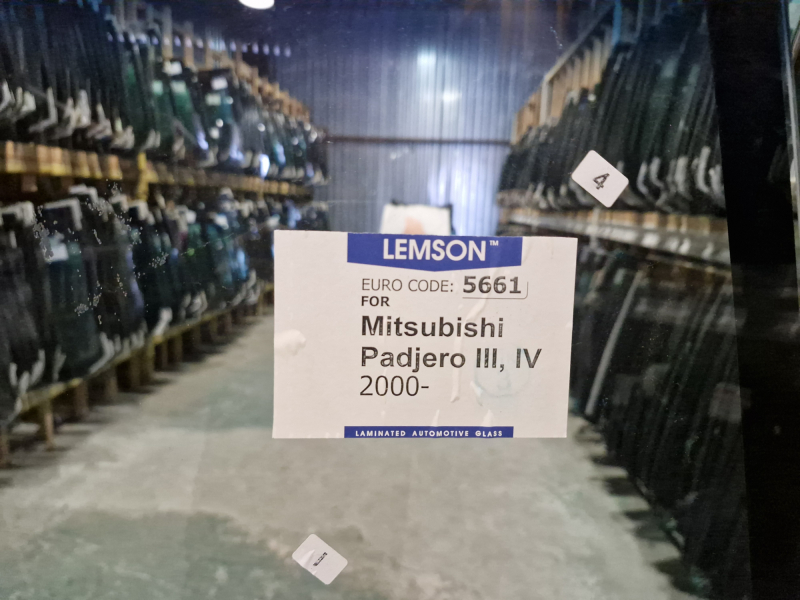 4
LEMSON™
EURO CODE: 5661
FOR
Mitsubishi
Padjero III, IV
2000-
LAMINATED AUTOMOTIVE GLASS